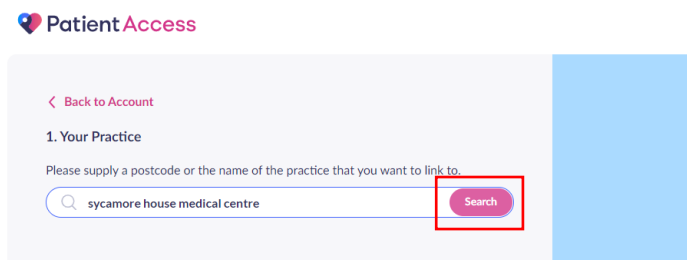 Patient Access
Back to Account
1. Your Practice
Please supply a postcode or the name of the practice that you want to link to.
sycamore house medical centre
Search